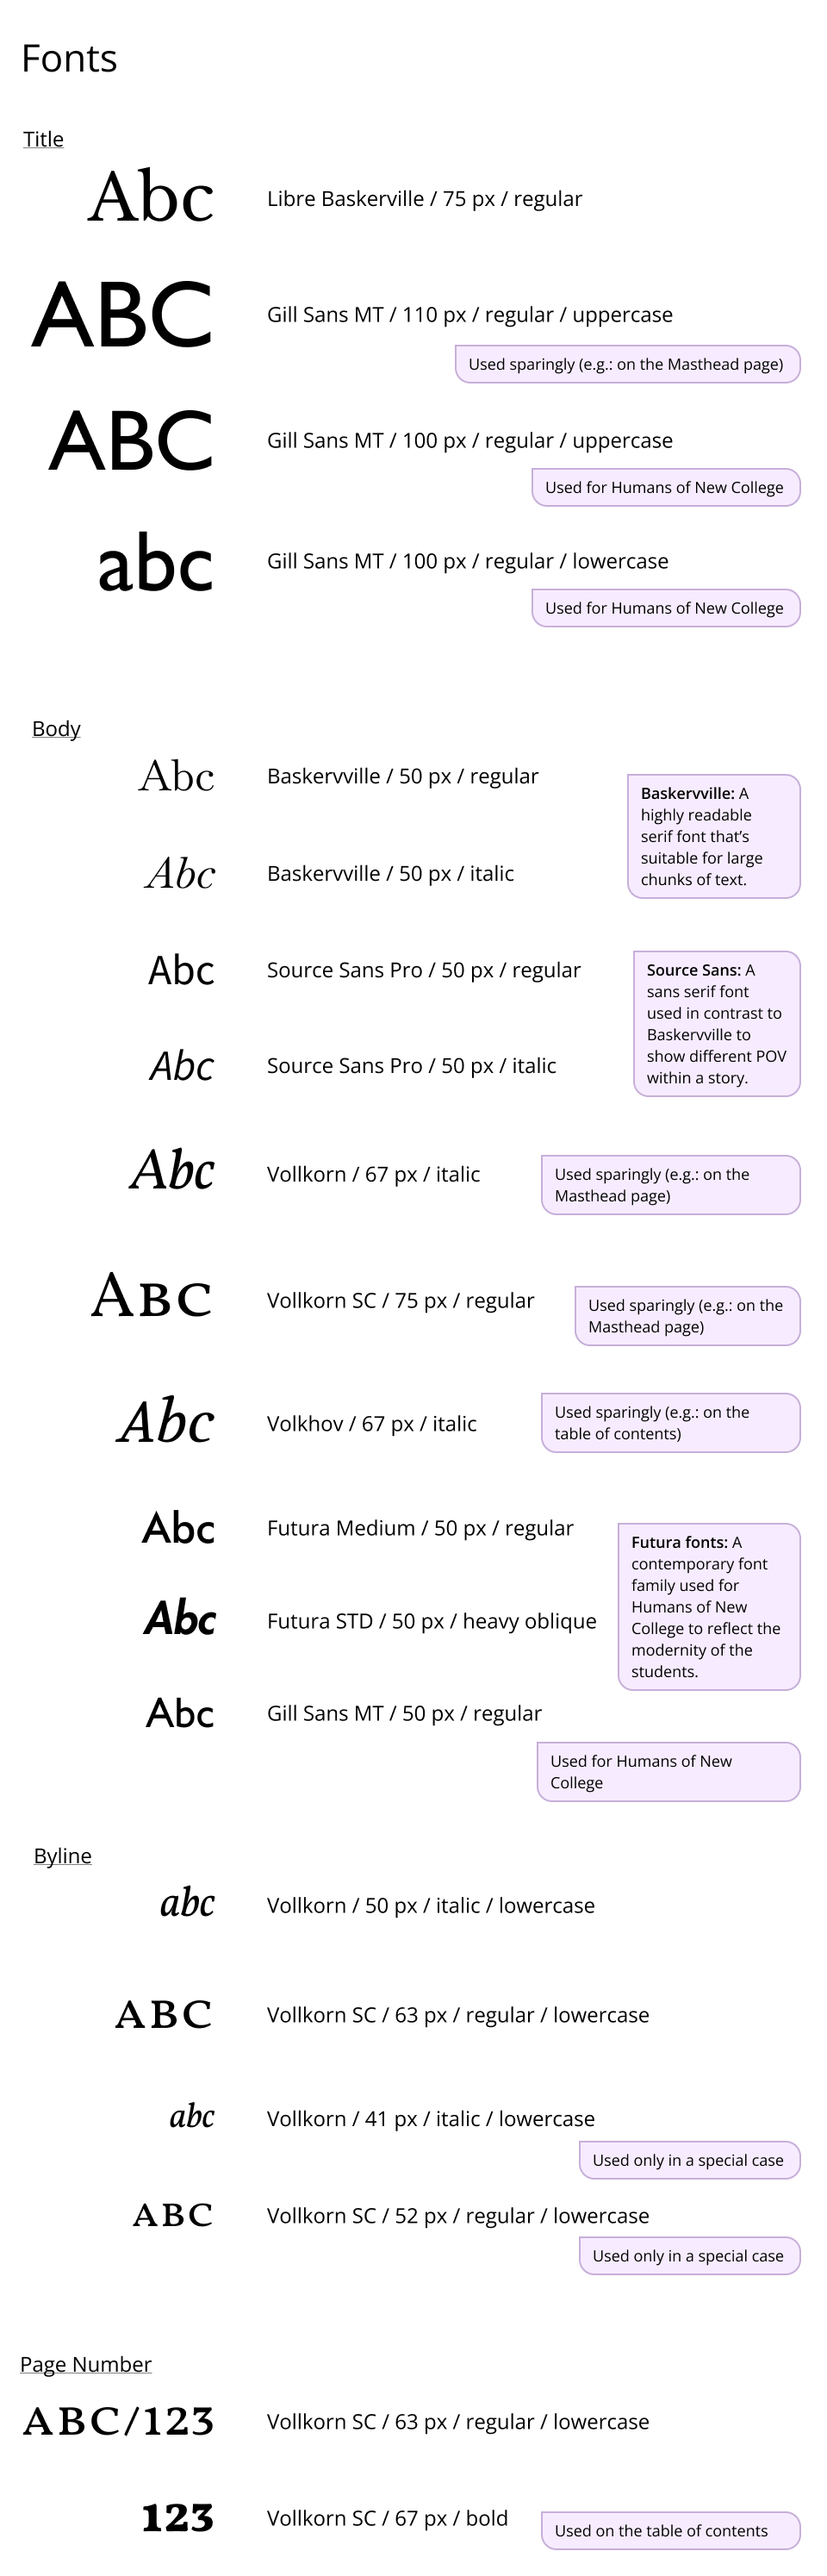 Fonts
Title
Abc
Libre Baskerville / 75 px / regular
ABC
Gill Sans MT / 110 px / regular / uppercase
Used sparingly (e.g.: on the Masthead page)
ABC
Gill Sans MT / 100 px / regular / uppercase
Used for Humans of New College
abc
Gill Sans MT / 100 px / regular / lowercase
Used for Humans of New College
Body
Abc
Baskervville / 50 px / regular
Abc
Baskervville / 50 px / italic
Baskervville: A
highly readable
serif font that’s
suitable for large
chunks of text.
Abc
Source Sans Pro / 50 px / regular
Abc
Source Sans Pro / 50 px / italic
Source Sans: A
sans serif font
used in contrast to
Baskervville to
show different POV
within a story.
Abc
Vollkorn / 67 px / italic
Used sparingly (e.g.: on the
Masthead page)
Abc
Vollkorn SC / 75 px / regular
Used sparingly (e.g.: on the
Masthead page)
Abc
Volkhov / 67 px / italic
Used sparingly (e.g.: on the
table of contents)
Abc
Futura Medium / 50 px / regular
Abc
Futura STD / 50 px / heavy oblique
Futura fonts: A
contemporary font
family used for
Humans of New
College to reflect the
modernity of the
students.
Abc
Gill Sans MT / 50 px / regular
Used for Humans of New
College
Byline
abc
Vollkorn / 50 px / italic / lowercase
ABC
Vollkorn SC / 63 px / regular / lowercase
abc
Vollkorn / 41 px / italic / lowercase
Used only in a special case
ABC
Vollkorn SC / 52 px / regular / lowercase
Used only in a special case
Page Number
ABC/123
Vollkorn SC / 63 px / regular / lowercase
123
Vollkorn SC / 67 px / bold
Used on the table of contents